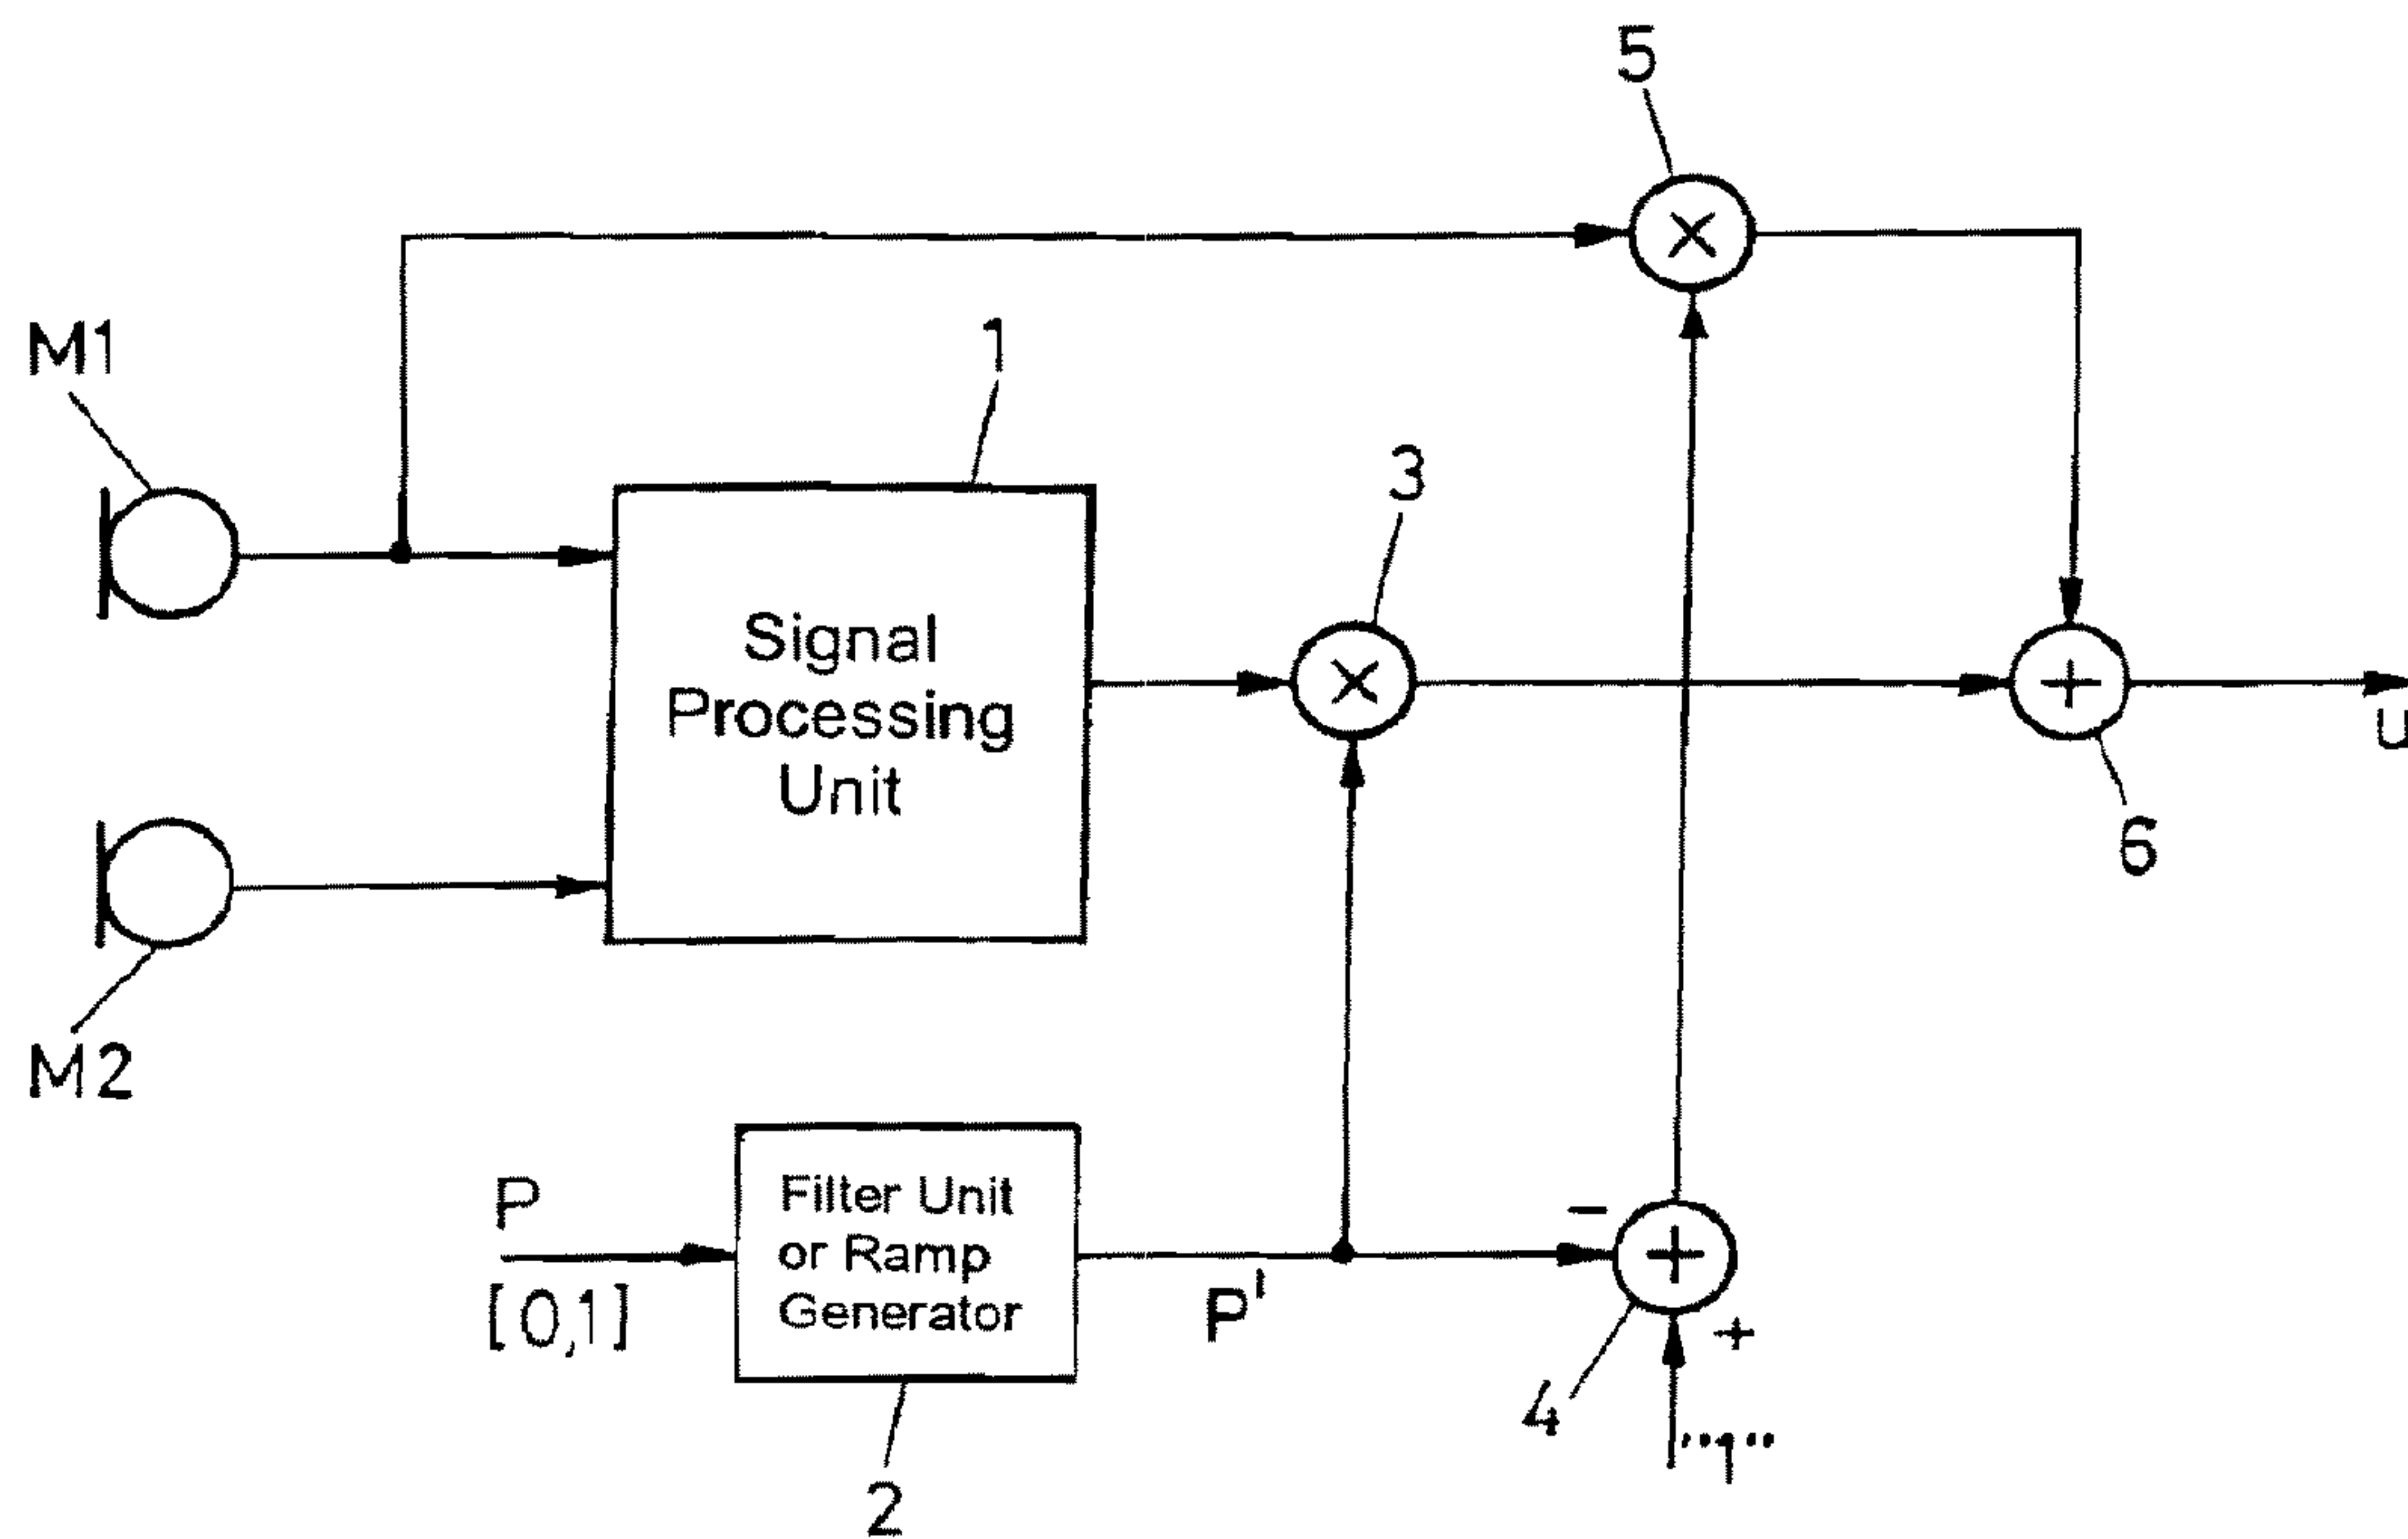 5
M1
1
3
Signal
Processing
Unit
U
6
M2
P
[0,1]
Filter Unit
or Ramp
Generator
P'
−
+
4
"1"
2